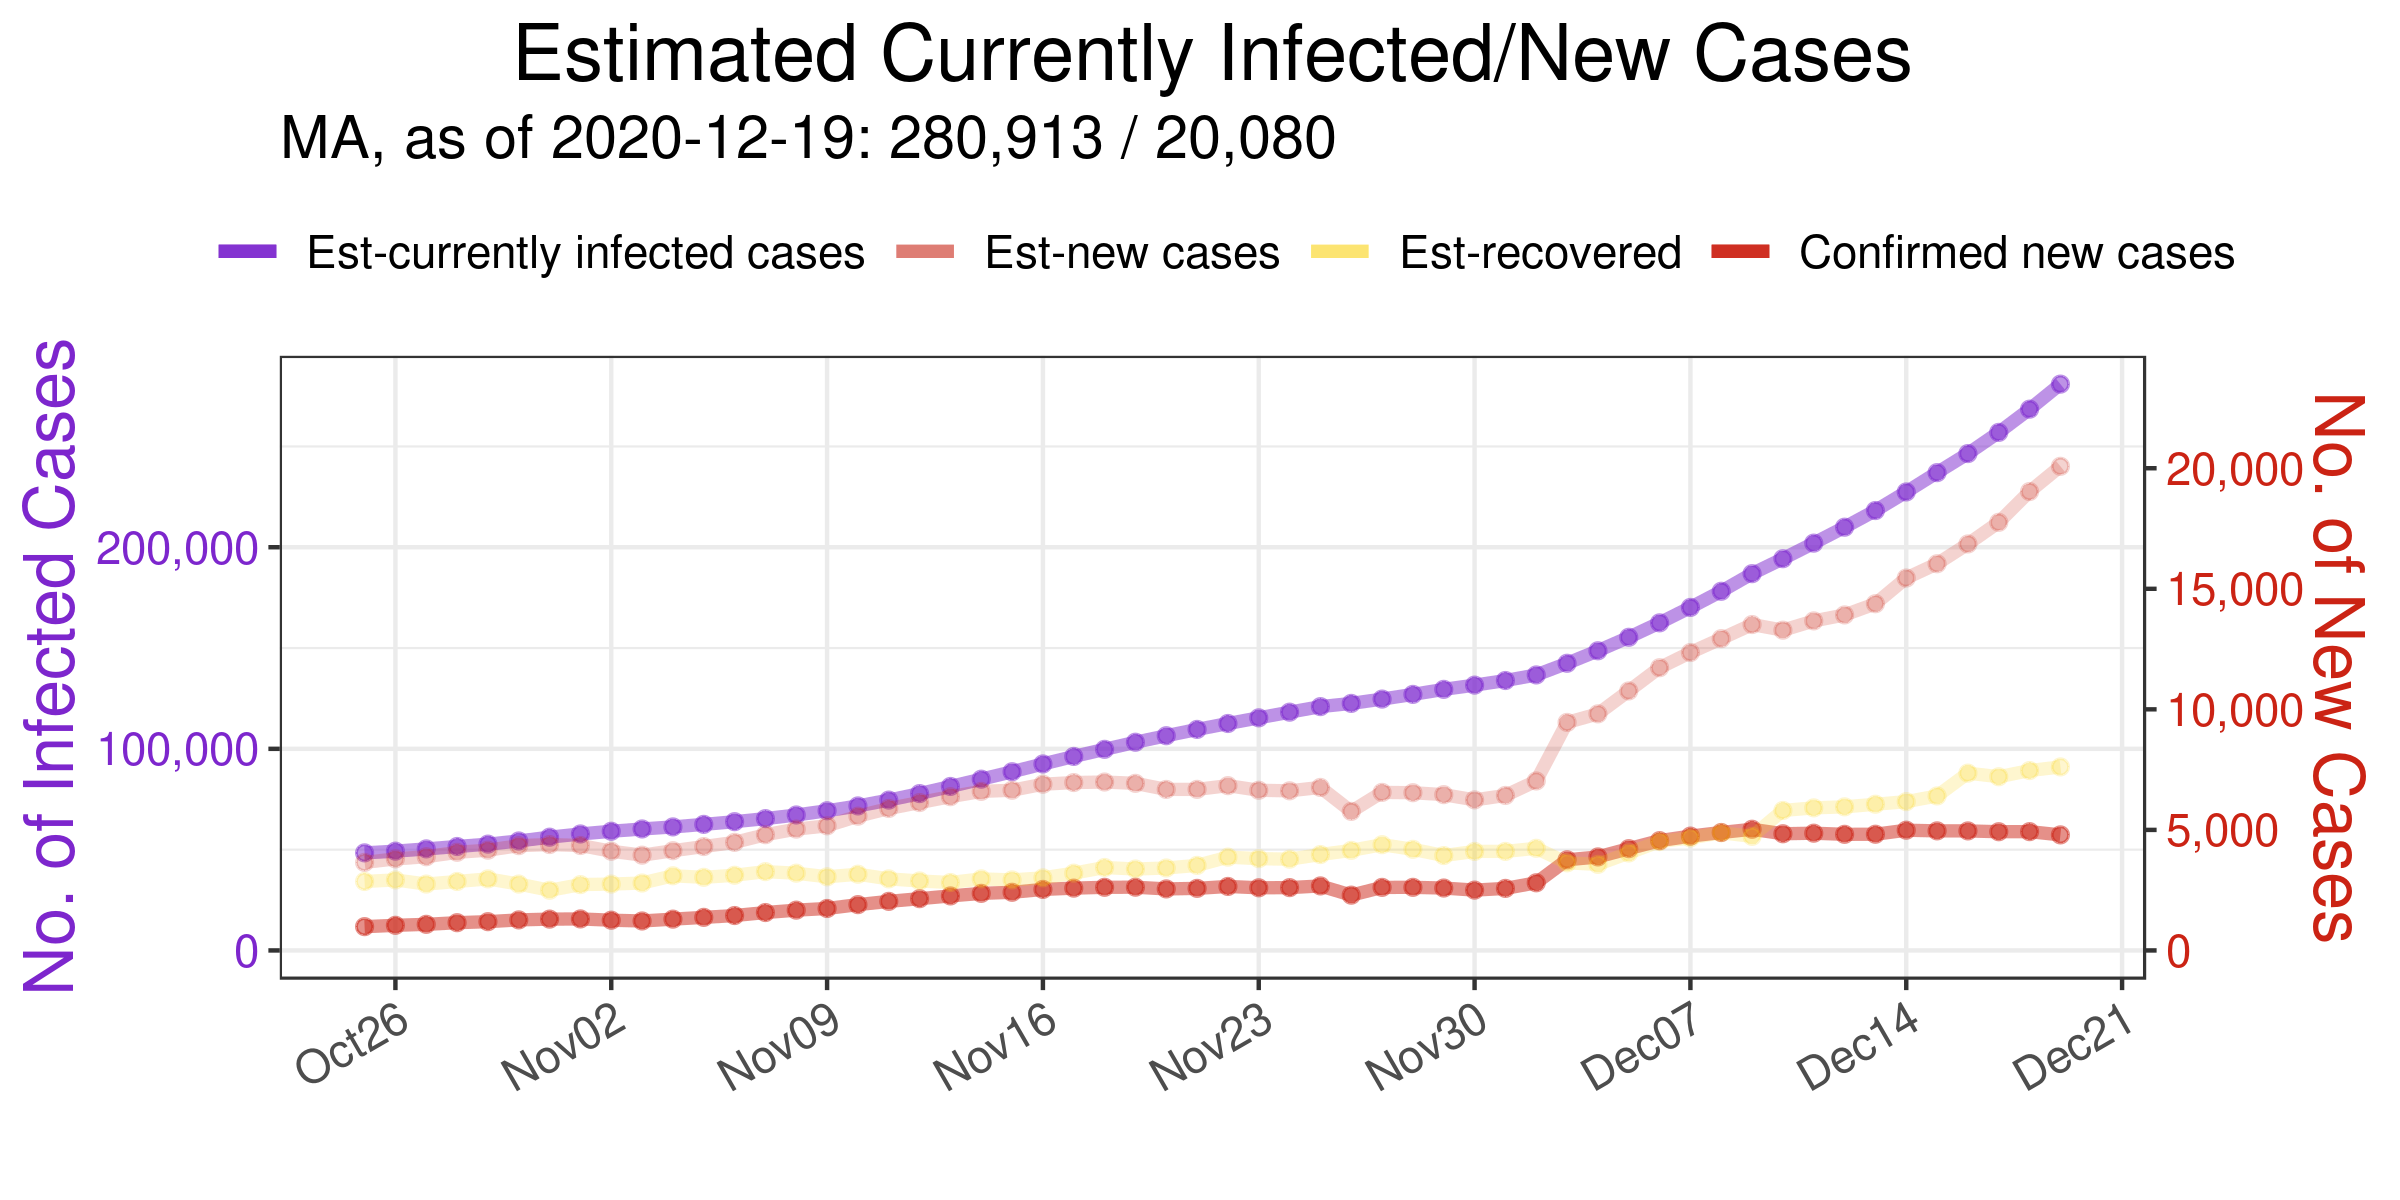 Estimated Currently Infected/New Cases
MA, as of 2020-12-19: 280,913 / 20,080
Est-currently infected cases Est-new cases Est-recovered Confirmed new cases
No. of Infected Cases
200,000
100,000
0
20,000
15,000
10,000
5,000
0
No. of New Cases
Oct26 Nov02 Nov09 Nov16 Nov23 Nov30 Dec07 Dec14 Dec21